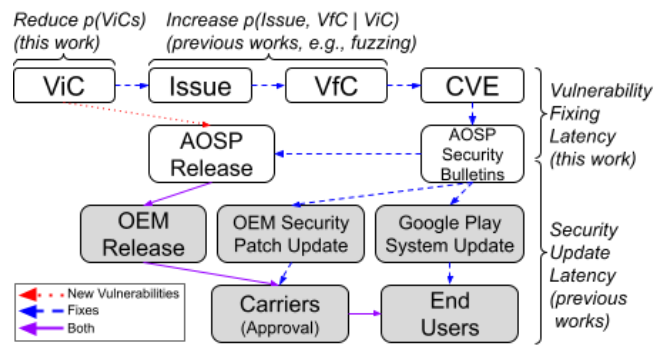 Reduce p(ViCs)
(this work)
Increase p(Issue, VfC | ViC)
(previous works, e.g., fuzzing)
ViC
Issue
VfC
CVE
Vulnerability
Fixing
Latency
(this work)
AOSP
Release
AOSP
Security
Bulletins
OEM
Release
OEM Security
Patch Update
Google Play
System Update
Security
Update
Latency
(previous
works)
New Vulnerabilities
Fixes
Both
Carriers
(Approval)
End
Users